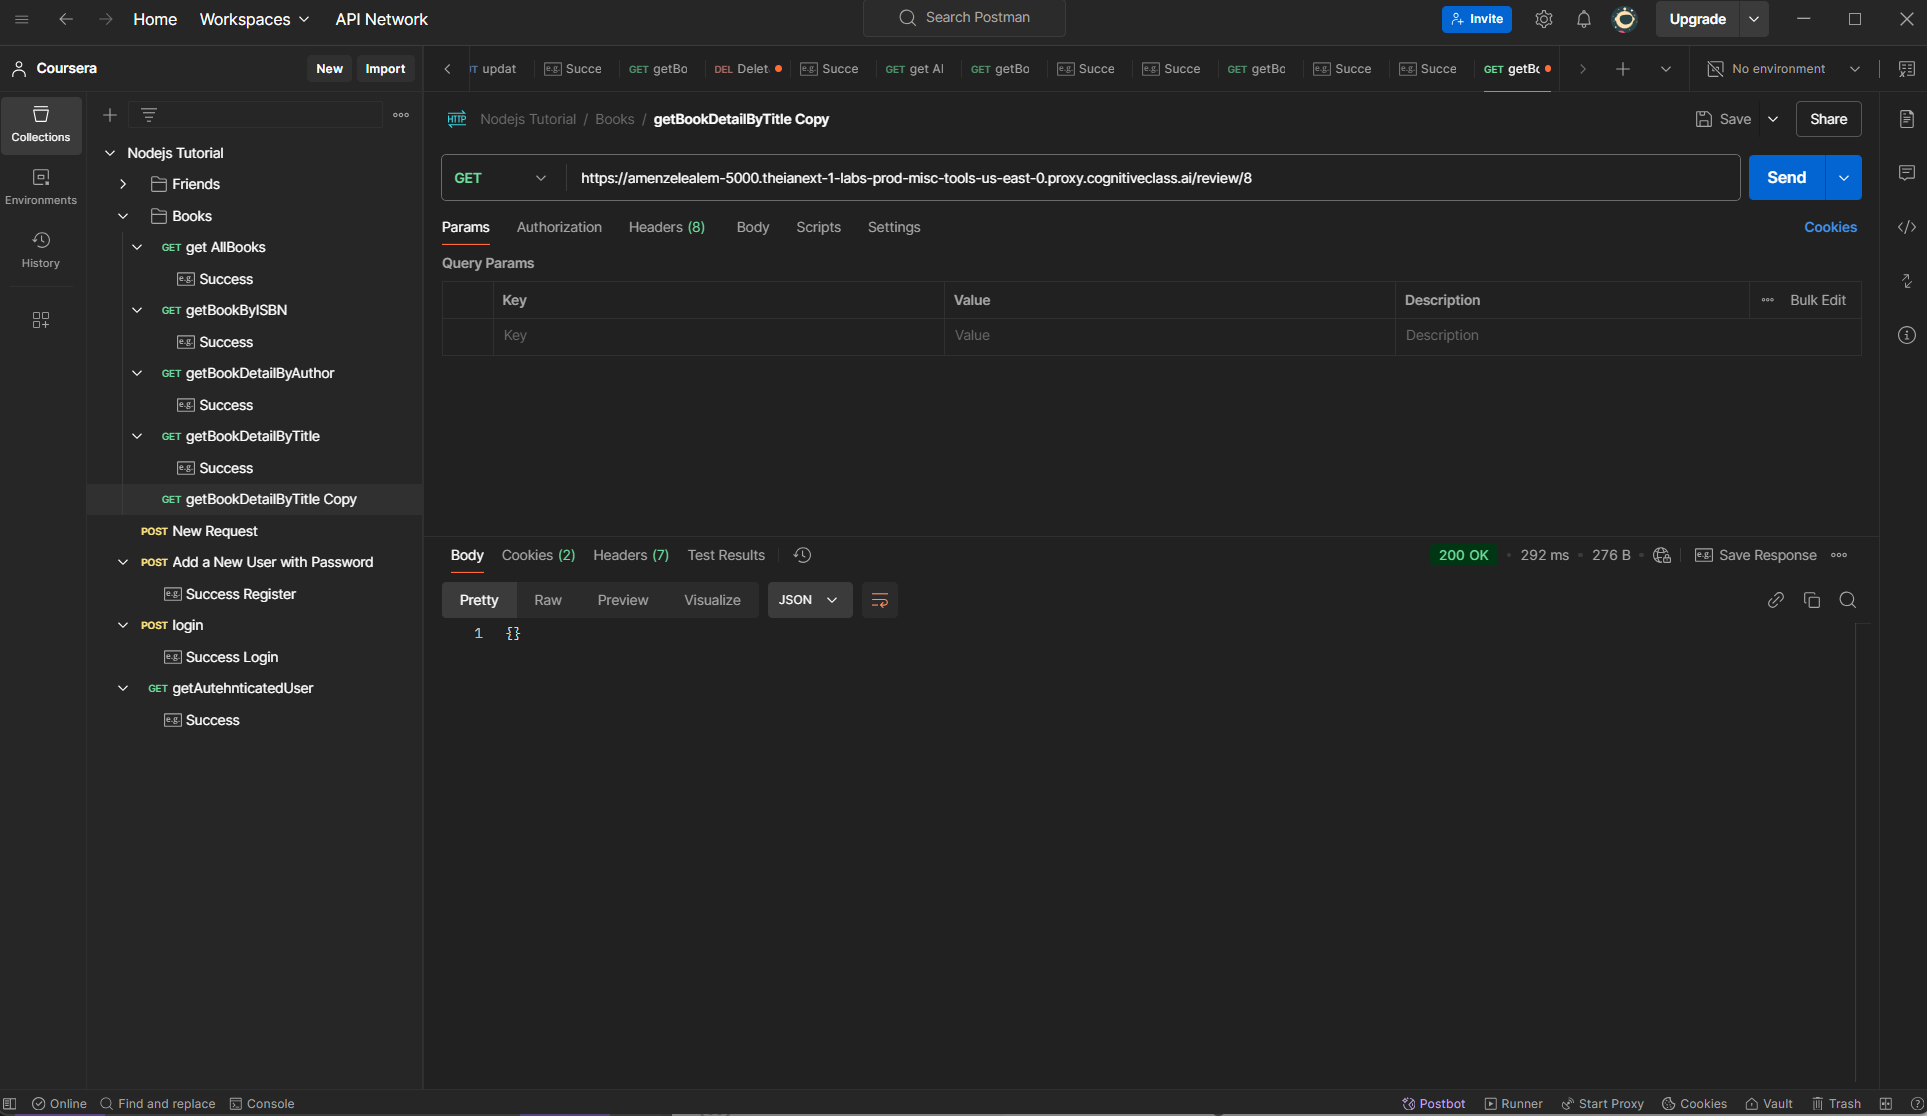 Home Workspaces API Network Search Postman Invite Upgrade
Coursera New Import updat e.g. Succe GET getBo DEL Delet e.g. Succe GET get Al GET getBo e.g. Succe e.g. Succe GET getBo e.g. Succe e.g. Succe GET getBo No environment
Collections
Environments
History
Nodejs Tutorial
Friends
Books
GET get AllBooks
e.g. Success
GET getBookByISBN
e.g. Success
GET getBookDetailByAuthor
e.g. Success
GET getBookDetailByTitle
e.g. Success
GET getBookDetailByTitle Copy
POST New Request
POST Add a New User with Password
e.g. Success Register
POST login
e.g. Success Login
GET getAutehnticatedUser
e.g. Success
HTTP Nodejs Tutorial / Books / getBookDetailByTitle Copy Save Share
GET https://amenzelealem-5000.theianext-1-labs-prod-misc-tools-us-east-0.proxy.cognitiveclass.ai/review/8 Send
Params Authorization Headers (8) Body Scripts Settings Cookies
Query Params
Key Value Description Bulk Edit
Key Value Description
Body Cookies (2) Headers (7) Test Results 200 OK 292 ms 276 B e.g. Save Response
Pretty Raw Preview Visualize JSON
1 {}
Online Find and replace Console Postbot Runner Start Proxy Cookies Vault Trash